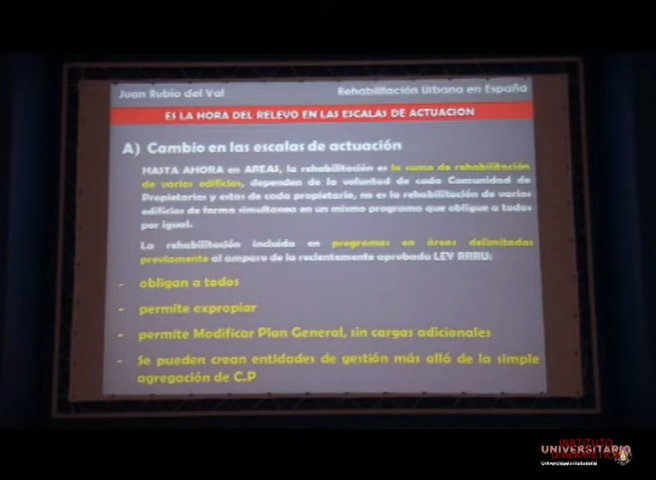 Juan Rubio del Val
Rehabilitación Urbana en España
ES LA HORA DEL RELEVO EN LAS ESCALAS DE ACTUACION
A) Cambio en las escalas de actuación
HASTA AHORA en AREAS, la rehabilitación es la suma de rehabilitación
de varios edificios, dependen de la voluntad de cada Comunidad de
Propietarios y estas de cada propietario, no es la rehabilitación de varios
edificios de forma simultaneo en un mismo programa que obligue a todos
por igual.
La rehabilitación incluida en programas en áreas delimitadas
previamente al amparo de la recientemente aprobada LEY RRRU:
- obligan a todos
- permite expropiar
- permite Modificar Plan General, sin cargas adicionales
- Se pueden crean entidades de gestión más allá de la simple
agregación de C.P
INSTITUTO
UNIVERSITARIO
URBANÍSTICA
Universidad Valladolid